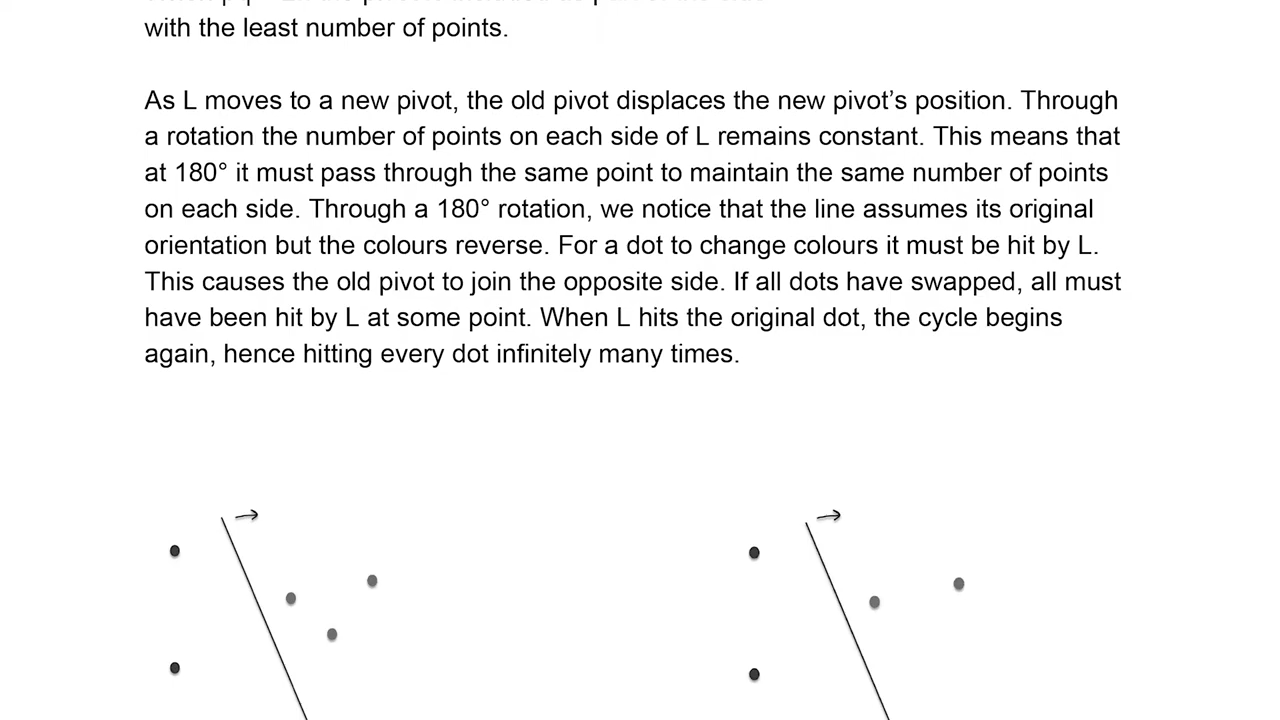 with the least number of points.
As L moves to a new pivot, the old pivot displaces the new pivot’s position. Through
a rotation the number of points on each side of L remains constant. This means that
at 180° it must pass through the same point to maintain the same number of points
on each side. Through a 180° rotation, we notice that the line assumes its original
orientation but the colours reverse. For a dot to change colours it must be hit by L.
This causes the old pivot to join the opposite side. If all dots have swapped, all must
have been hit by L at some point. When L hits the original dot, the cycle begins
again, hence hitting every dot infinitely many times.